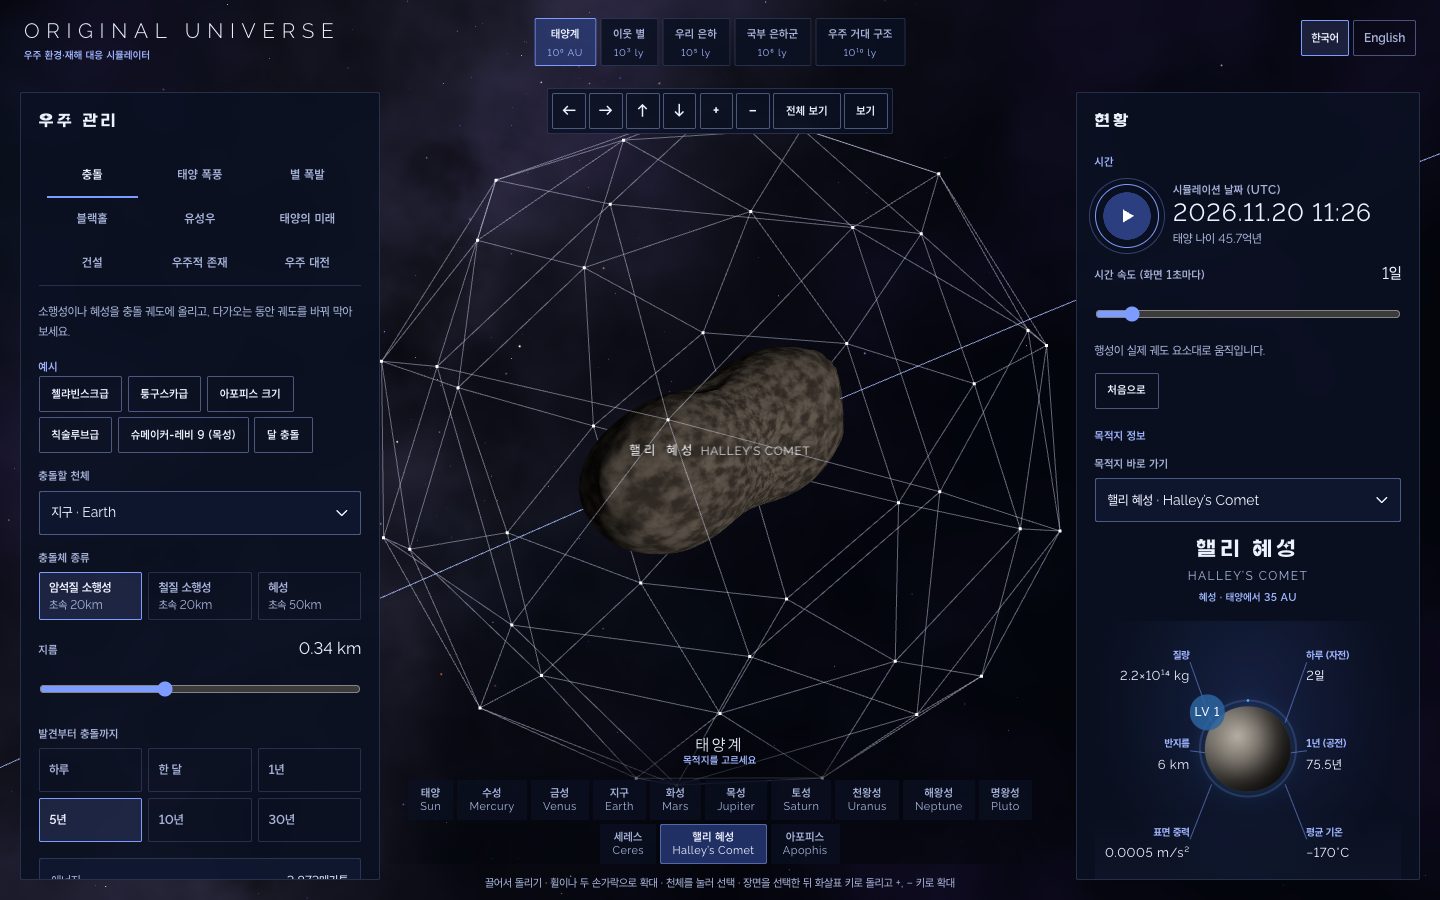 ORIGINAL UNIVERSE
우주 환경·재해 대응 시뮬레이터
태양계
10⁰ AU
이웃 별
10³ ly
우리 은하
10⁵ ly
국부 은하군
10⁶ ly
우주 거대 구조
10¹⁰ ly
한국어
English
← → ↑ ↓ + − 전체 보기 보기
우주 관리
충돌 태양 폭풍 별 폭발
블랙홀 유성우 태양의 미래
건설 우주적 존재 우주 대전
소행성이나 혜성을 충돌 궤도에 올리고, 다가오는 동안 궤도를 바꿔 막아
보세요.
예시
첼랴빈스크급 퉁구스카급 아포피스 크기
칙술루브급 슈메이커-레비 9 (목성) 달 충돌
충돌할 천체
지구 · Earth
충돌체 종류
암석질 소행성
초속 20km
철질 소행성
초속 20km
혜성
초속 50km
지름
0.34 km
발견부터 충돌까지
하루 한 달 1년
5년 10년 30년
핼리 혜성 HALLEY'S COMET
태양계
목적지를 고르세요
태양
Sun
수성
Mercury
금성
Venus
지구
Earth
화성
Mars
목성
Jupiter
토성
Saturn
천왕성
Uranus
해왕성
Neptune
명왕성
Pluto
세레스
Ceres
핼리 혜성
Halley's Comet
아포피스
Apophis
끌어서 돌리기 · 휠이나 두 손가락으로 확대 · 천체를 눌러 선택 · 장면을 선택한 뒤 화살표 키로 돌리고 +, − 키로 확대
현황
시간
시뮬레이션 날짜 (UTC)
2026.11.20 11:26
태양 나이 45.7억년
시간 속도 (화면 1초마다)
1일
행성이 실제 궤도 요소대로 움직입니다.
처음으로
목적지 정보
목적지 바로 가기
핼리 혜성 · Halley's Comet
핼리 혜성
HALLEY'S COMET
혜성 · 태양에서 35 AU
질량
2.2×10¹⁴ kg
하루 (자전)
2일
LV 1
반지름
6 km
1년 (공전)
75.5년
표면 중력
0.0005 m/s²
평균 기온
−170°C